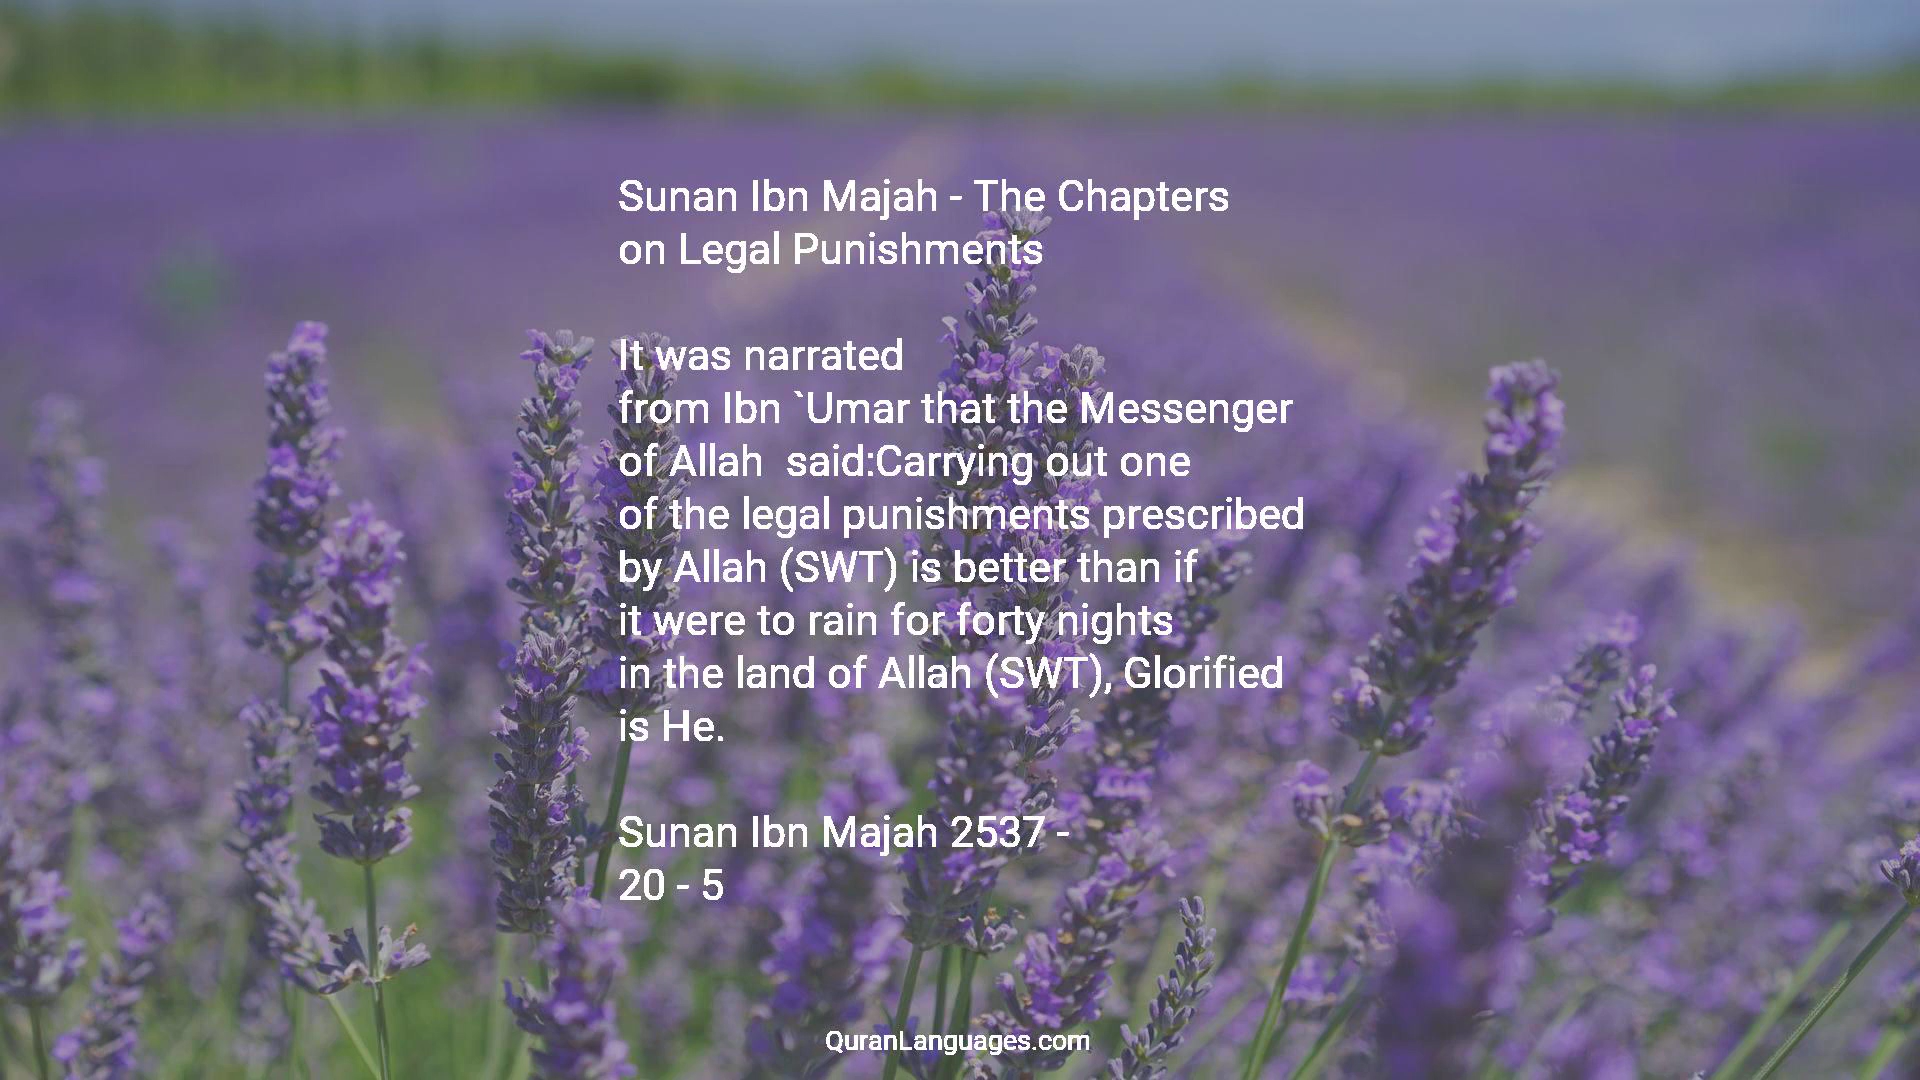 Sunan Ibn Majah - The Chapters
on Legal Punishments
It was narrated
from Ibn `Umar that the Messenger
of Allah  said:Carrying out one
of the legal punishments prescribed
by Allah (SWT) is better than if
it were to rain for forty nights
in the land of Allah (SWT), Glorified
is He.
Sunan Ibn Majah 2537 -
20 - 5
QuranLanguages.com